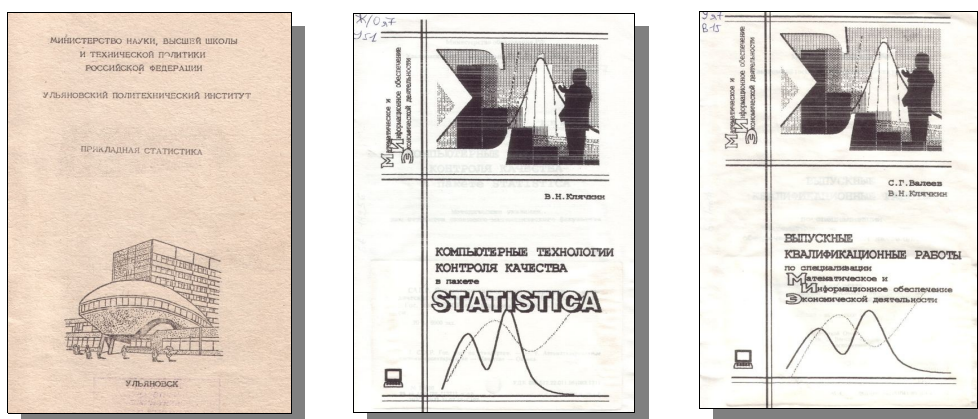 МИНИСТЕРСТВО НАУКИ, ВЫСШЕЙ ШКОЛЫ
И ТЕХНИЧЕСКОЙ ПОЛИТИКИ
РОССИЙСКОЙ ФЕДЕРАЦИИ
УЛЬЯНОВСКИЙ ПОЛИТЕХНИЧЕСКИЙ ИНСТИТУТ
ПРИКЛАДНАЯ СТАТИСТИКА
УЛЬЯНОВСК
Математическое и
Информационное обеспечение
Экономической деятельности
В.Н.Клячкин
КОМПЬЮТЕРНЫЕ ТЕХНОЛОГИИ
КОНТРОЛЯ КАЧЕСТВА
в пакете
STATISTICA
Математическое и
Информационное обеспечение
Экономической деятельности
С.Г.Валеев
В.Н.Клячкин
ВЫПУСКНЫЕ
КВАЛИФИКАЦИОННЫЕ РАБОТЫ
по специализации
Математическое и
Информационное обеспечение
Экономической деятельности